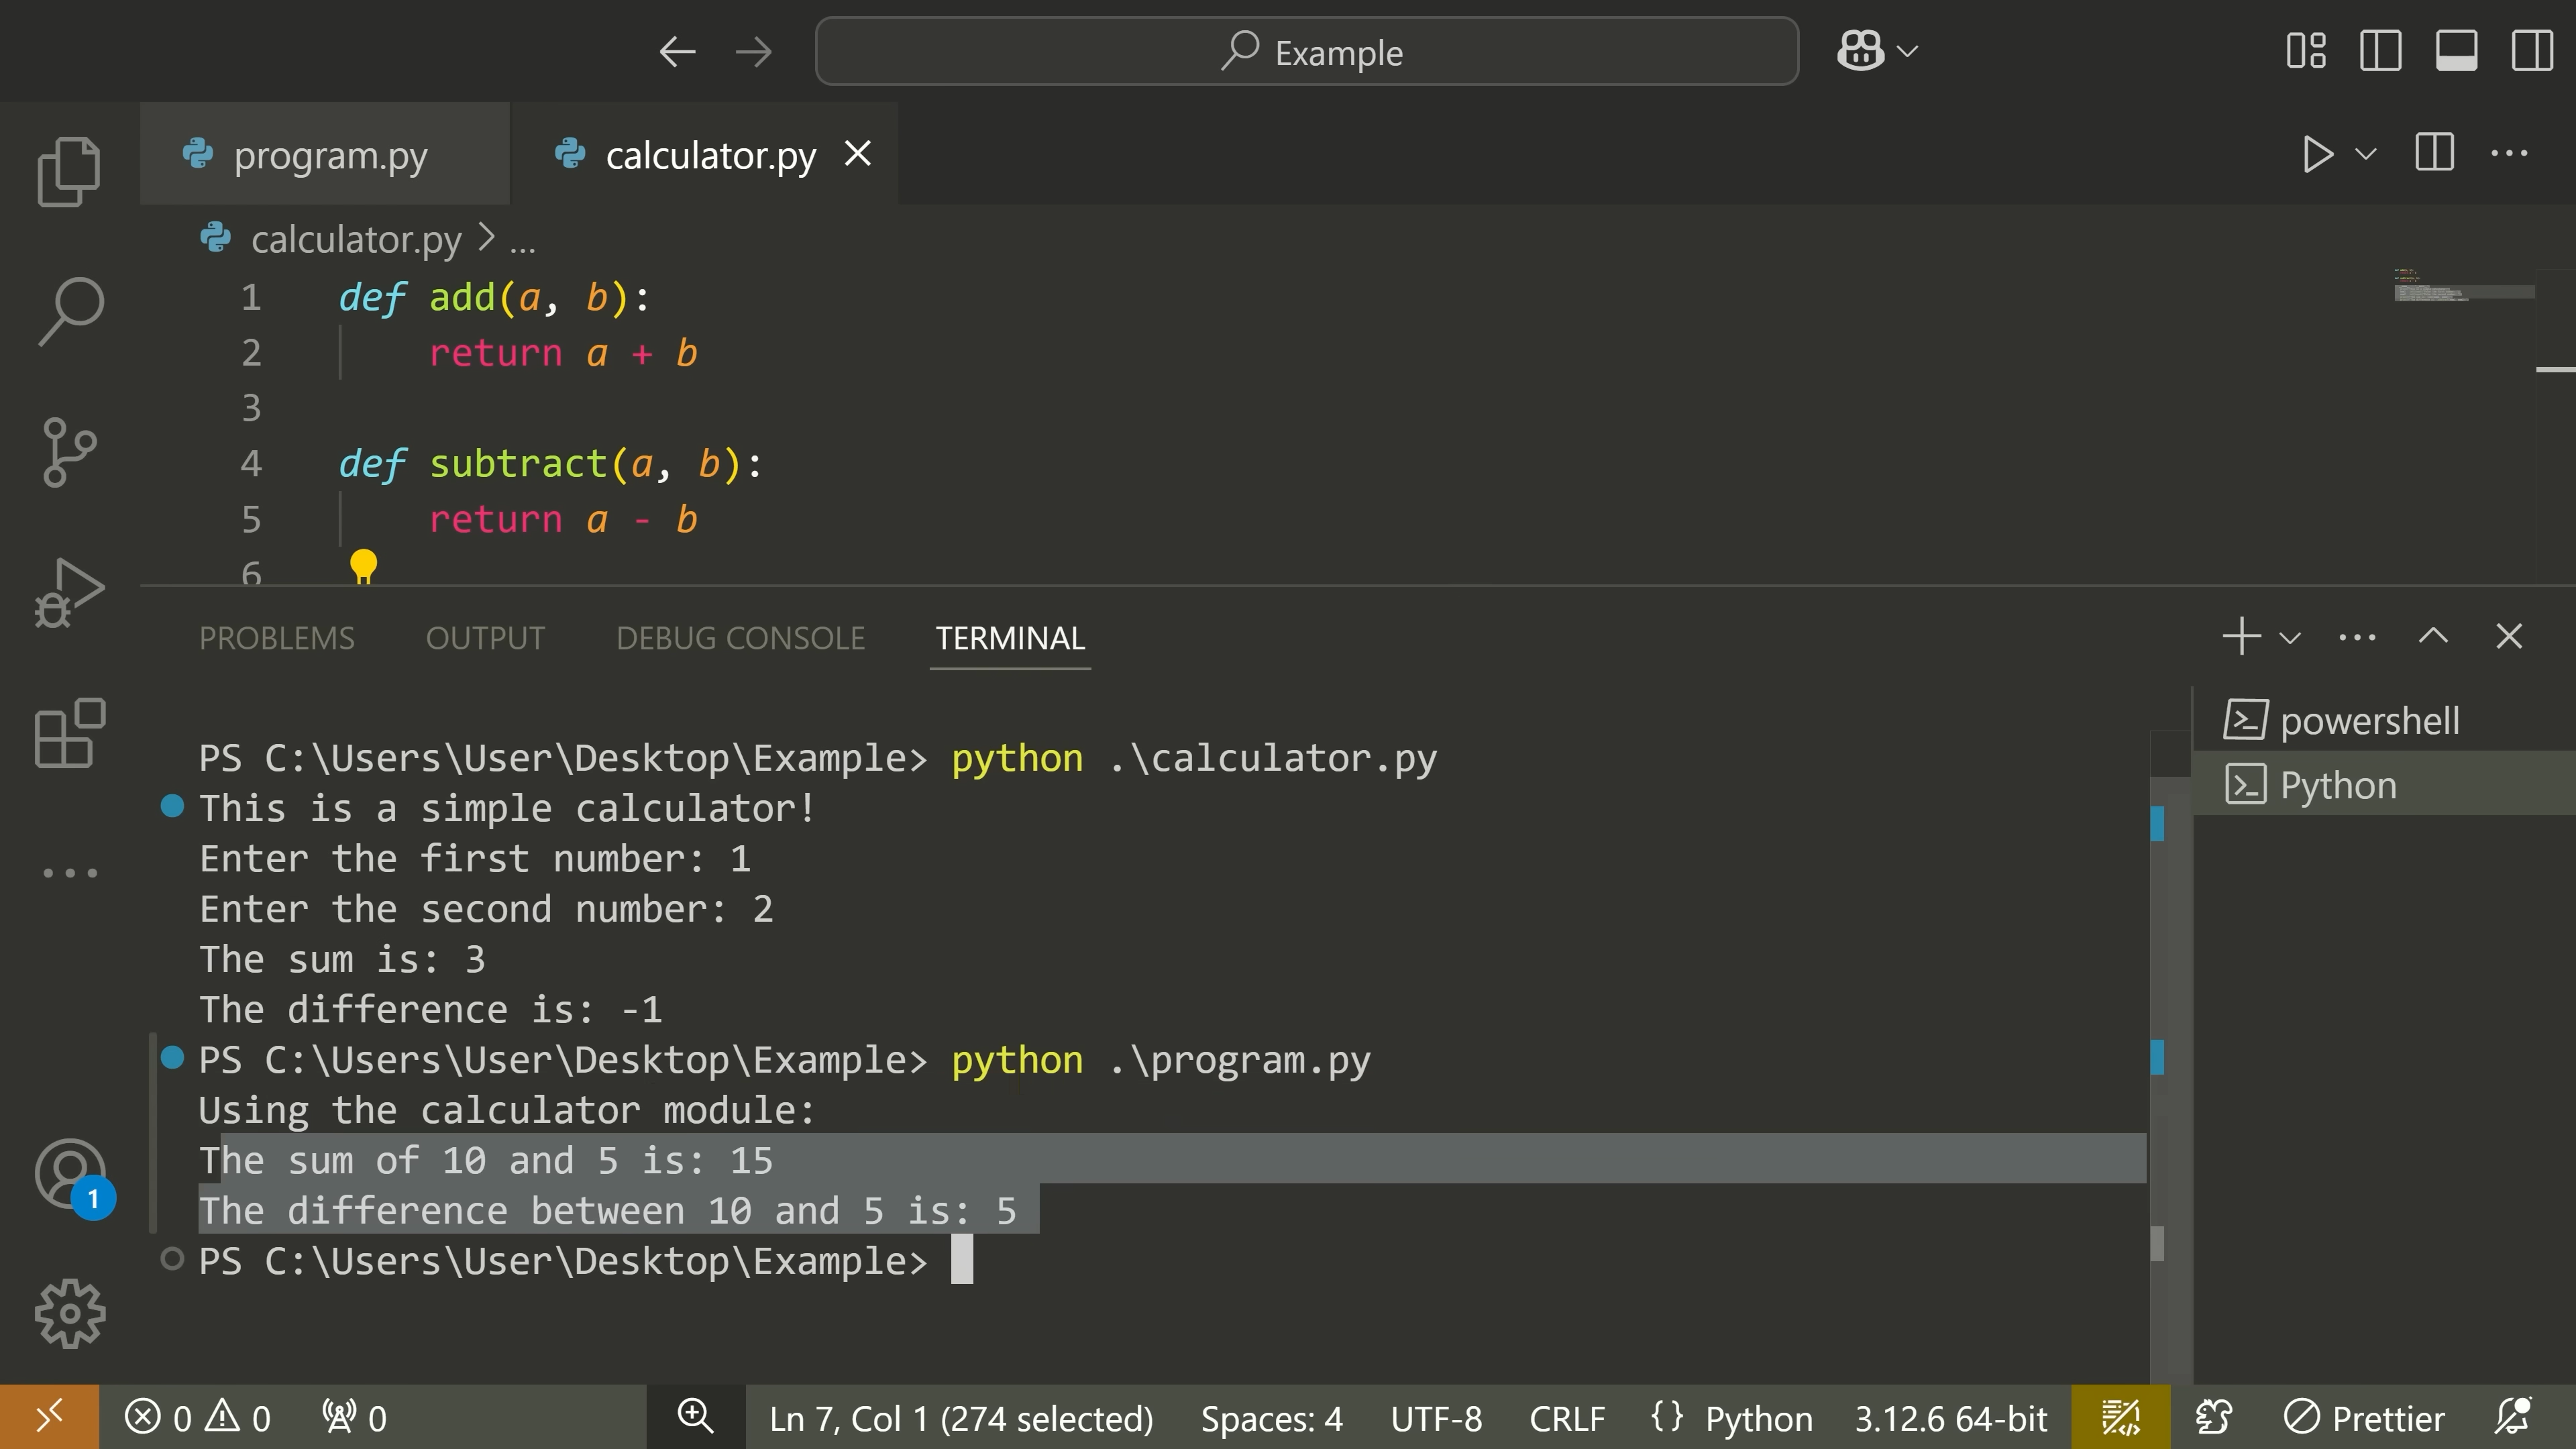 Example
program.py
calculator.py
calculator.py > ...
1 def add(a, b):
2 return a + b
3
4 def subtract(a, b):
5 return a - b
6
PROBLEMS OUTPUT DEBUG CONSOLE TERMINAL
powershell
Python
PS C:\Users\User\Desktop\Example> python .\calculator.py
This is a simple calculator!
Enter the first number: 1
Enter the second number: 2
The sum is: 3
The difference is: -1
PS C:\Users\User\Desktop\Example> python .\program.py
Using the calculator module:
The sum of 10 and 5 is: 15
The difference between 10 and 5 is: 5
PS C:\Users\User\Desktop\Example>
1
0 0 0 Ln 7, Col 1 (274 selected) Spaces: 4 UTF-8 CRLF {} Python 3.12.6 64-bit Prettier